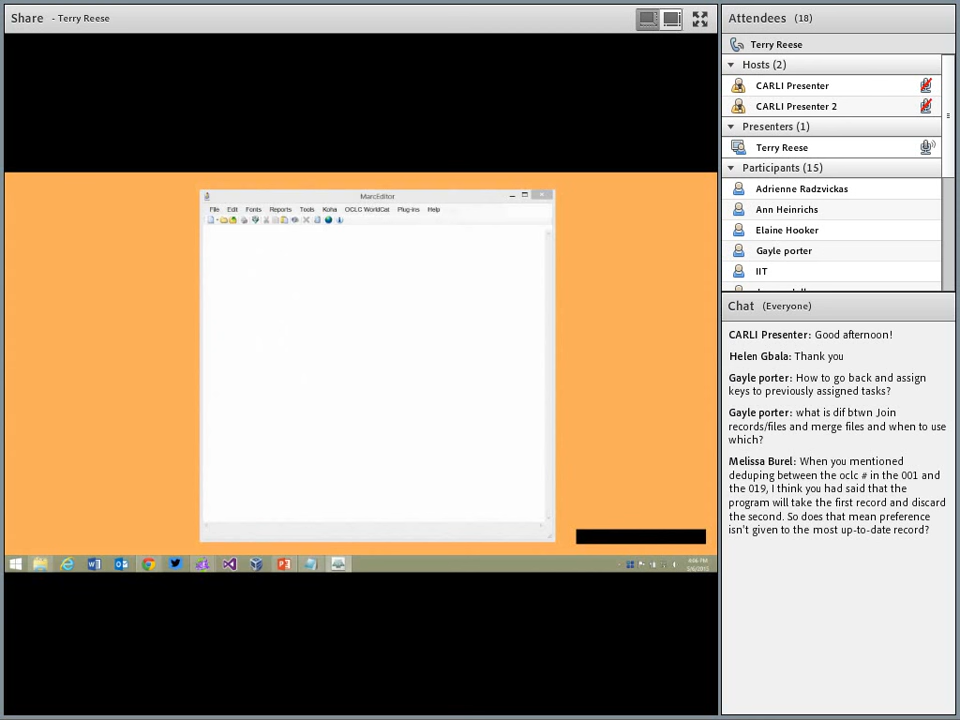 Share - Terry Reese
MarcEditor
File Edit Fonts Reports Tools Koha OCLC WorldCat Plug-ins Help
Attendees (18)
Terry Reese
Hosts (2)
CARLI Presenter
CARLI Presenter 2
Presenters (1)
Terry Reese
Participants (15)
Adrienne Radzvickas
Ann Heinrichs
Elaine Hooker
Gayle porter
IIT
Chat (Everyone)
CARLI Presenter: Good afternoon!
Helen Gbala: Thank you
Gayle porter: How to go back and assign
keys to previously assigned tasks?
Gayle porter: what is dif btwn Join
records/files and merge files and when to use
which?
Melissa Burel: When you mentioned
deduping between the oclc # in the 001 and
the 019, I think you had said that the
program will take the first record and discard
the second. So does that mean preference
isn't given to the most up-to-date record?